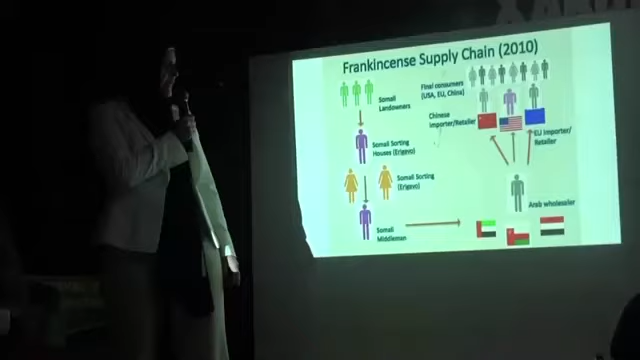 Frankincense Supply Chain (2010)
Somali
Landowners
Final consumers
(USA, EU, China)
Chinese
Importer/Retailer
EU Importer/
Retailer
Somali Sorting
Houses (Erigavo)
Somali Sorting
(Erigavo)
Arab wholesaler
Somali
Middleman